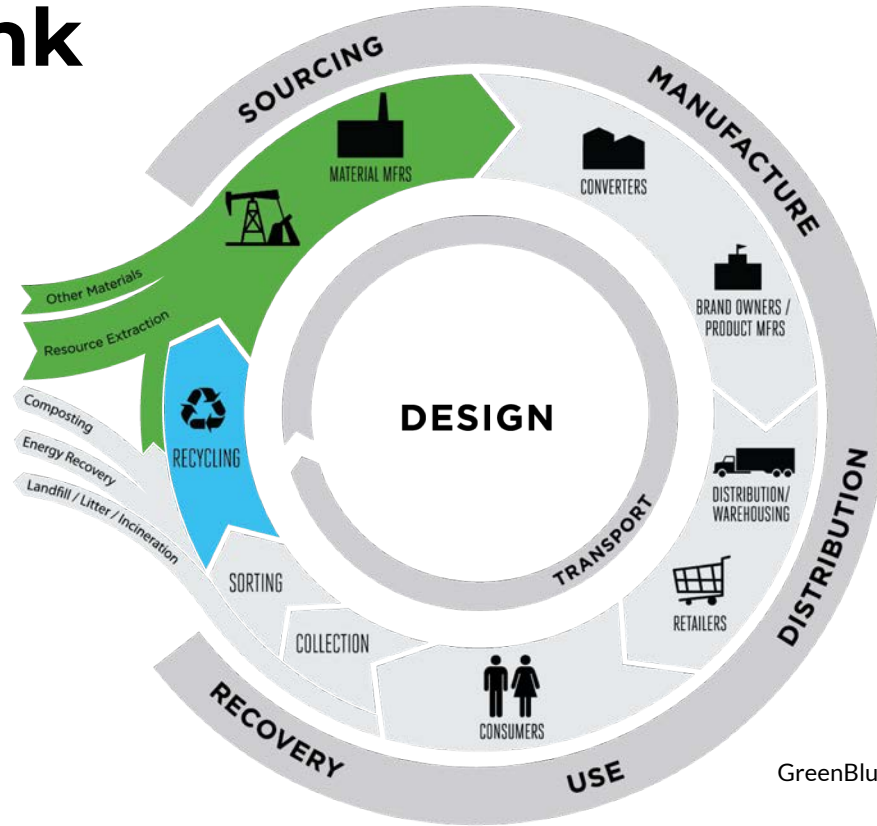 nk
SOURCING
MANUFACTURE
DISTRIBUTION
USE
RECOVERY
MATERIAL MFRS
CONVERTERS
BRAND OWNERS /
PRODUCT MFRS
DISTRIBUTION/
WAREHOUSING
RETAILERS
CONSUMERS
COLLECTION
SORTING
RECYCLING
Other Materials
Resource Extraction
Composting
Energy Recovery
Landfill / Litter / Incineration
DESIGN
TRANSPORT
GreenBlu